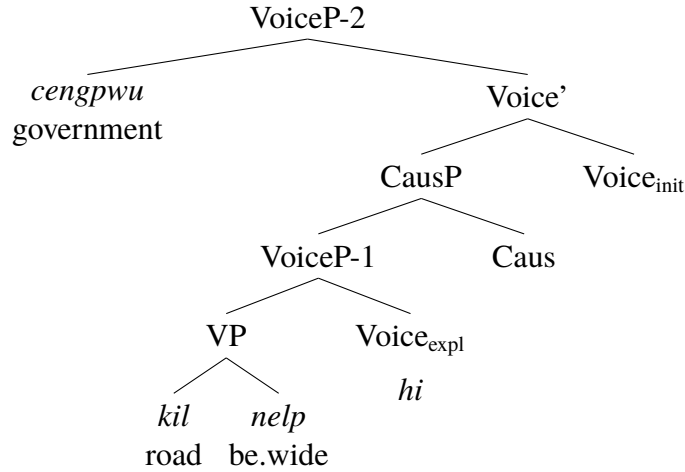 VoiceP-2
cengpwu Voice’
government
CausP Voiceinit
VoiceP-1 Caus
VP Voiceexpl
hi
kil nelp
road be.wide